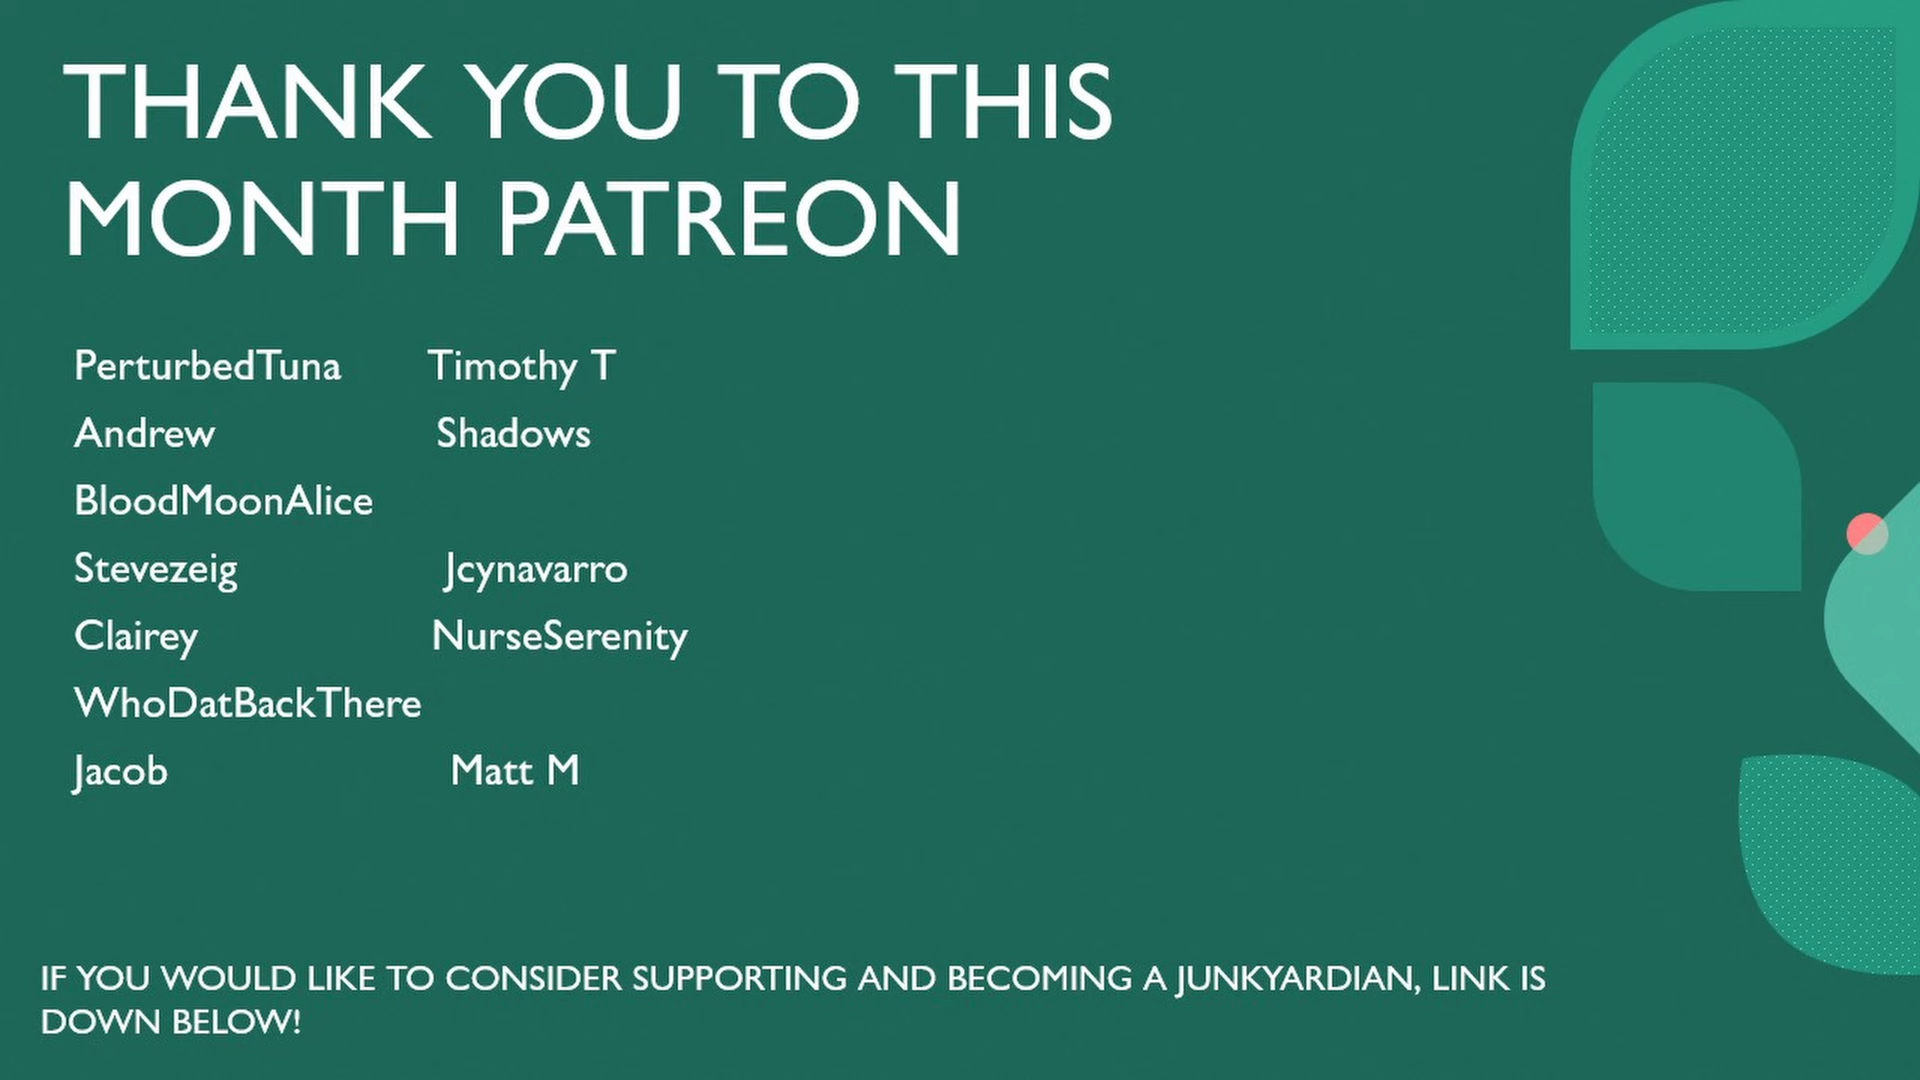 THANK YOU TO THIS
MONTH PATREON
PerturbedTuna Timothy T
Andrew Shadows
BloodMoonAlice
Stevezeig Jcynavarro
Clairey NurseSerenity
WhoDatBackThere
Jacob Matt M
IF YOU WOULD LIKE TO CONSIDER SUPPORTING AND BECOMING A JUNKYARDIAN, LINK IS
DOWN BELOW!